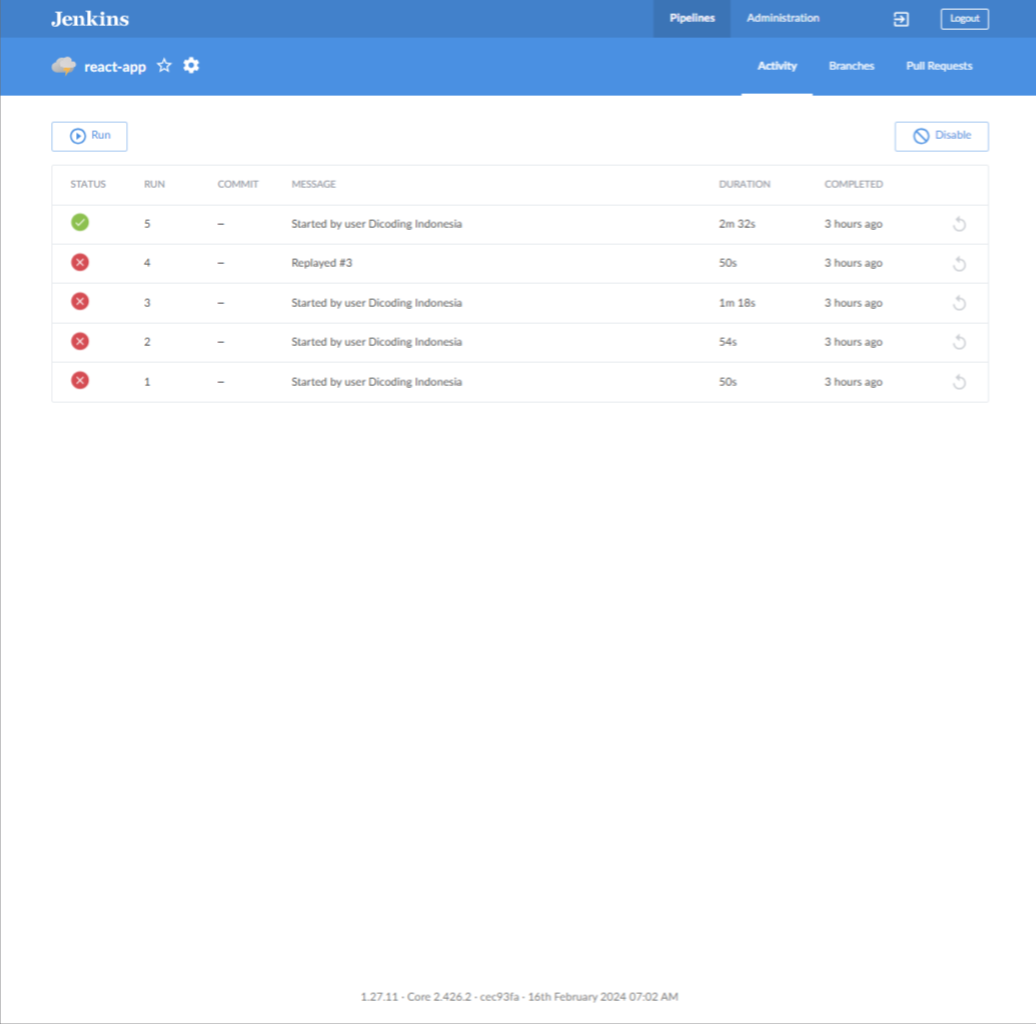 Jenkins Pipelines Administration Logout
react-app Activity Branches Pull Requests
Run Disable
STATUS RUN COMMIT MESSAGE DURATION COMPLETED
5 – Started by user Dicoding Indonesia 2m 32s 3 hours ago
4 – Replayed #3 50s 3 hours ago
3 – Started by user Dicoding Indonesia 1m 18s 3 hours ago
2 – Started by user Dicoding Indonesia 54s 3 hours ago
1 – Started by user Dicoding Indonesia 50s 3 hours ago
1.27.11 - Core 2.426.2 - cec93fa - 16th February 2024 07:02 AM